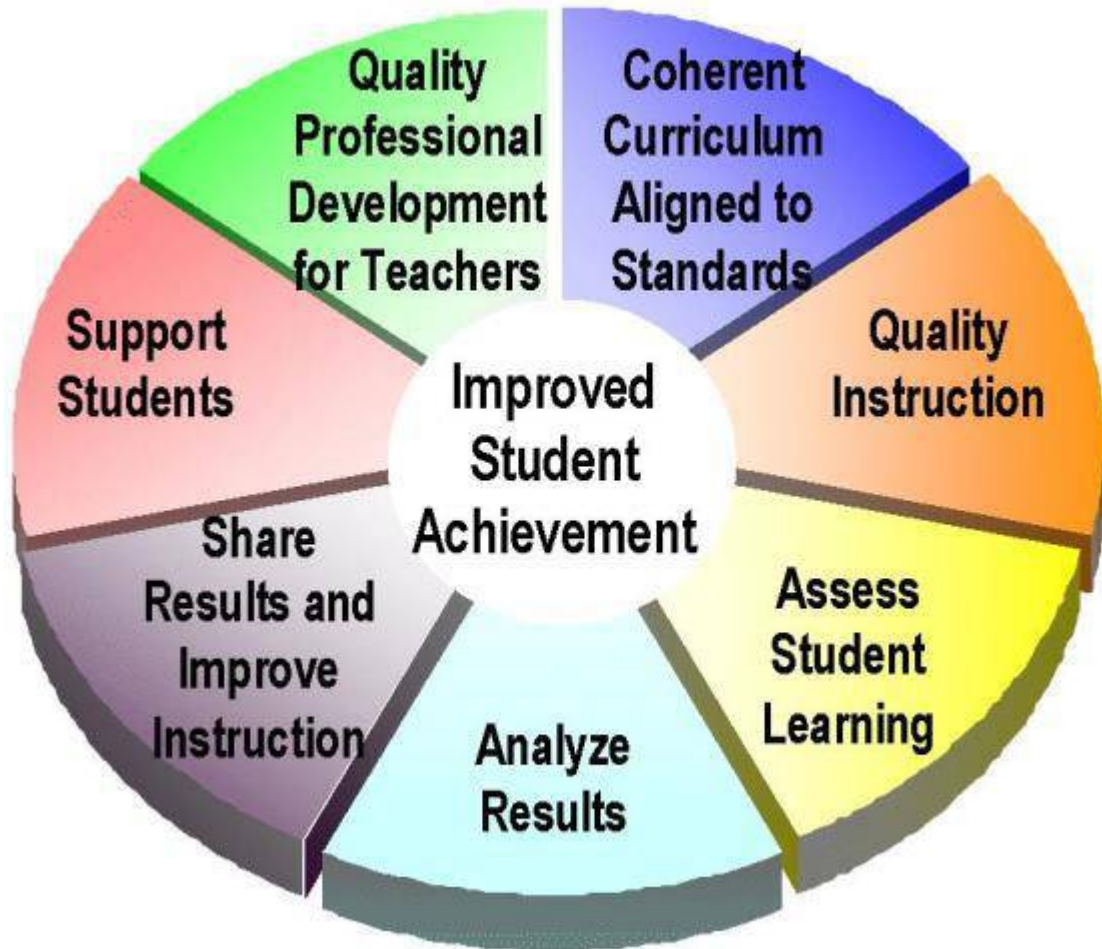 Quality
Professional
Development
for Teachers
Coherent
Curriculum
Aligned to
Standards
Quality
Instruction
Assess
Student
Learning
Analyze
Results
Share
Results and
Improve
Instruction
Support
Students
Improved
Student
Achievement